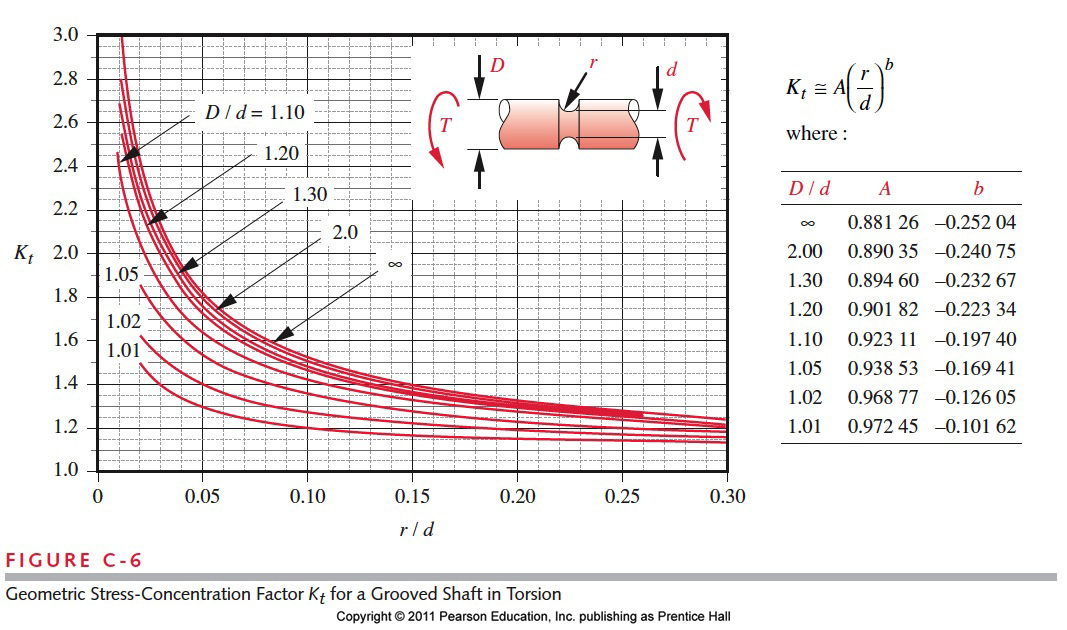 3.0
2.8
2.6
2.4
2.2
2.0
1.8
1.6
1.4
1.2
1.0
K_t
0 0.05 0.10 0.15 0.20 0.25 0.30
r / d
D / d = 1.10
1.20
1.30
2.0
∞
1.05
1.02
1.01
D r d
T T
K_t ≅ A(r/d)^b
where :
D / d A b
∞ 0.881 26 –0.252 04
2.00 0.890 35 –0.240 75
1.30 0.894 60 –0.232 67
1.20 0.901 82 –0.223 34
1.10 0.923 11 –0.197 40
1.05 0.938 53 –0.169 41
1.02 0.968 77 –0.126 05
1.01 0.972 45 –0.101 62
FIGURE C-6
Geometric Stress-Concentration Factor K_t for a Grooved Shaft in Torsion
Copyright © 2011 Pearson Education, Inc. publishing as Prentice Hall